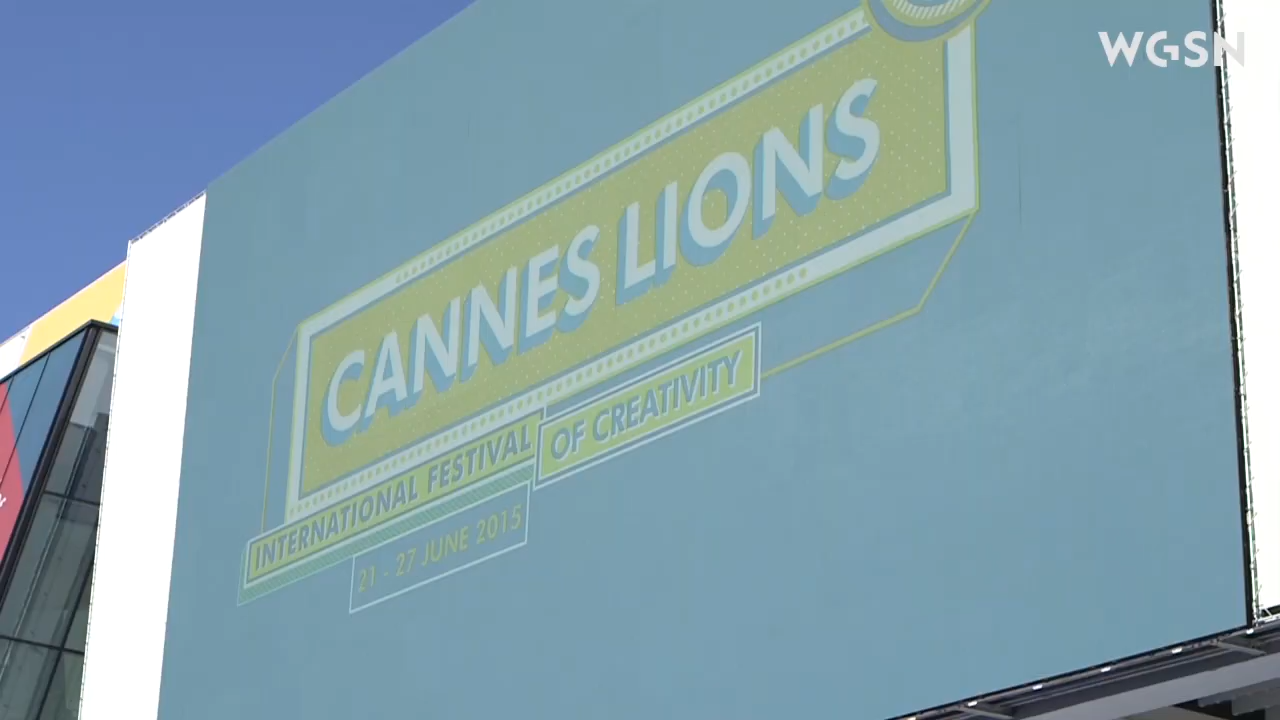 WGSN
CANNES LIONS
INTERNATIONAL FESTIVAL
OF CREATIVITY
21 - 27 JUNE 2015